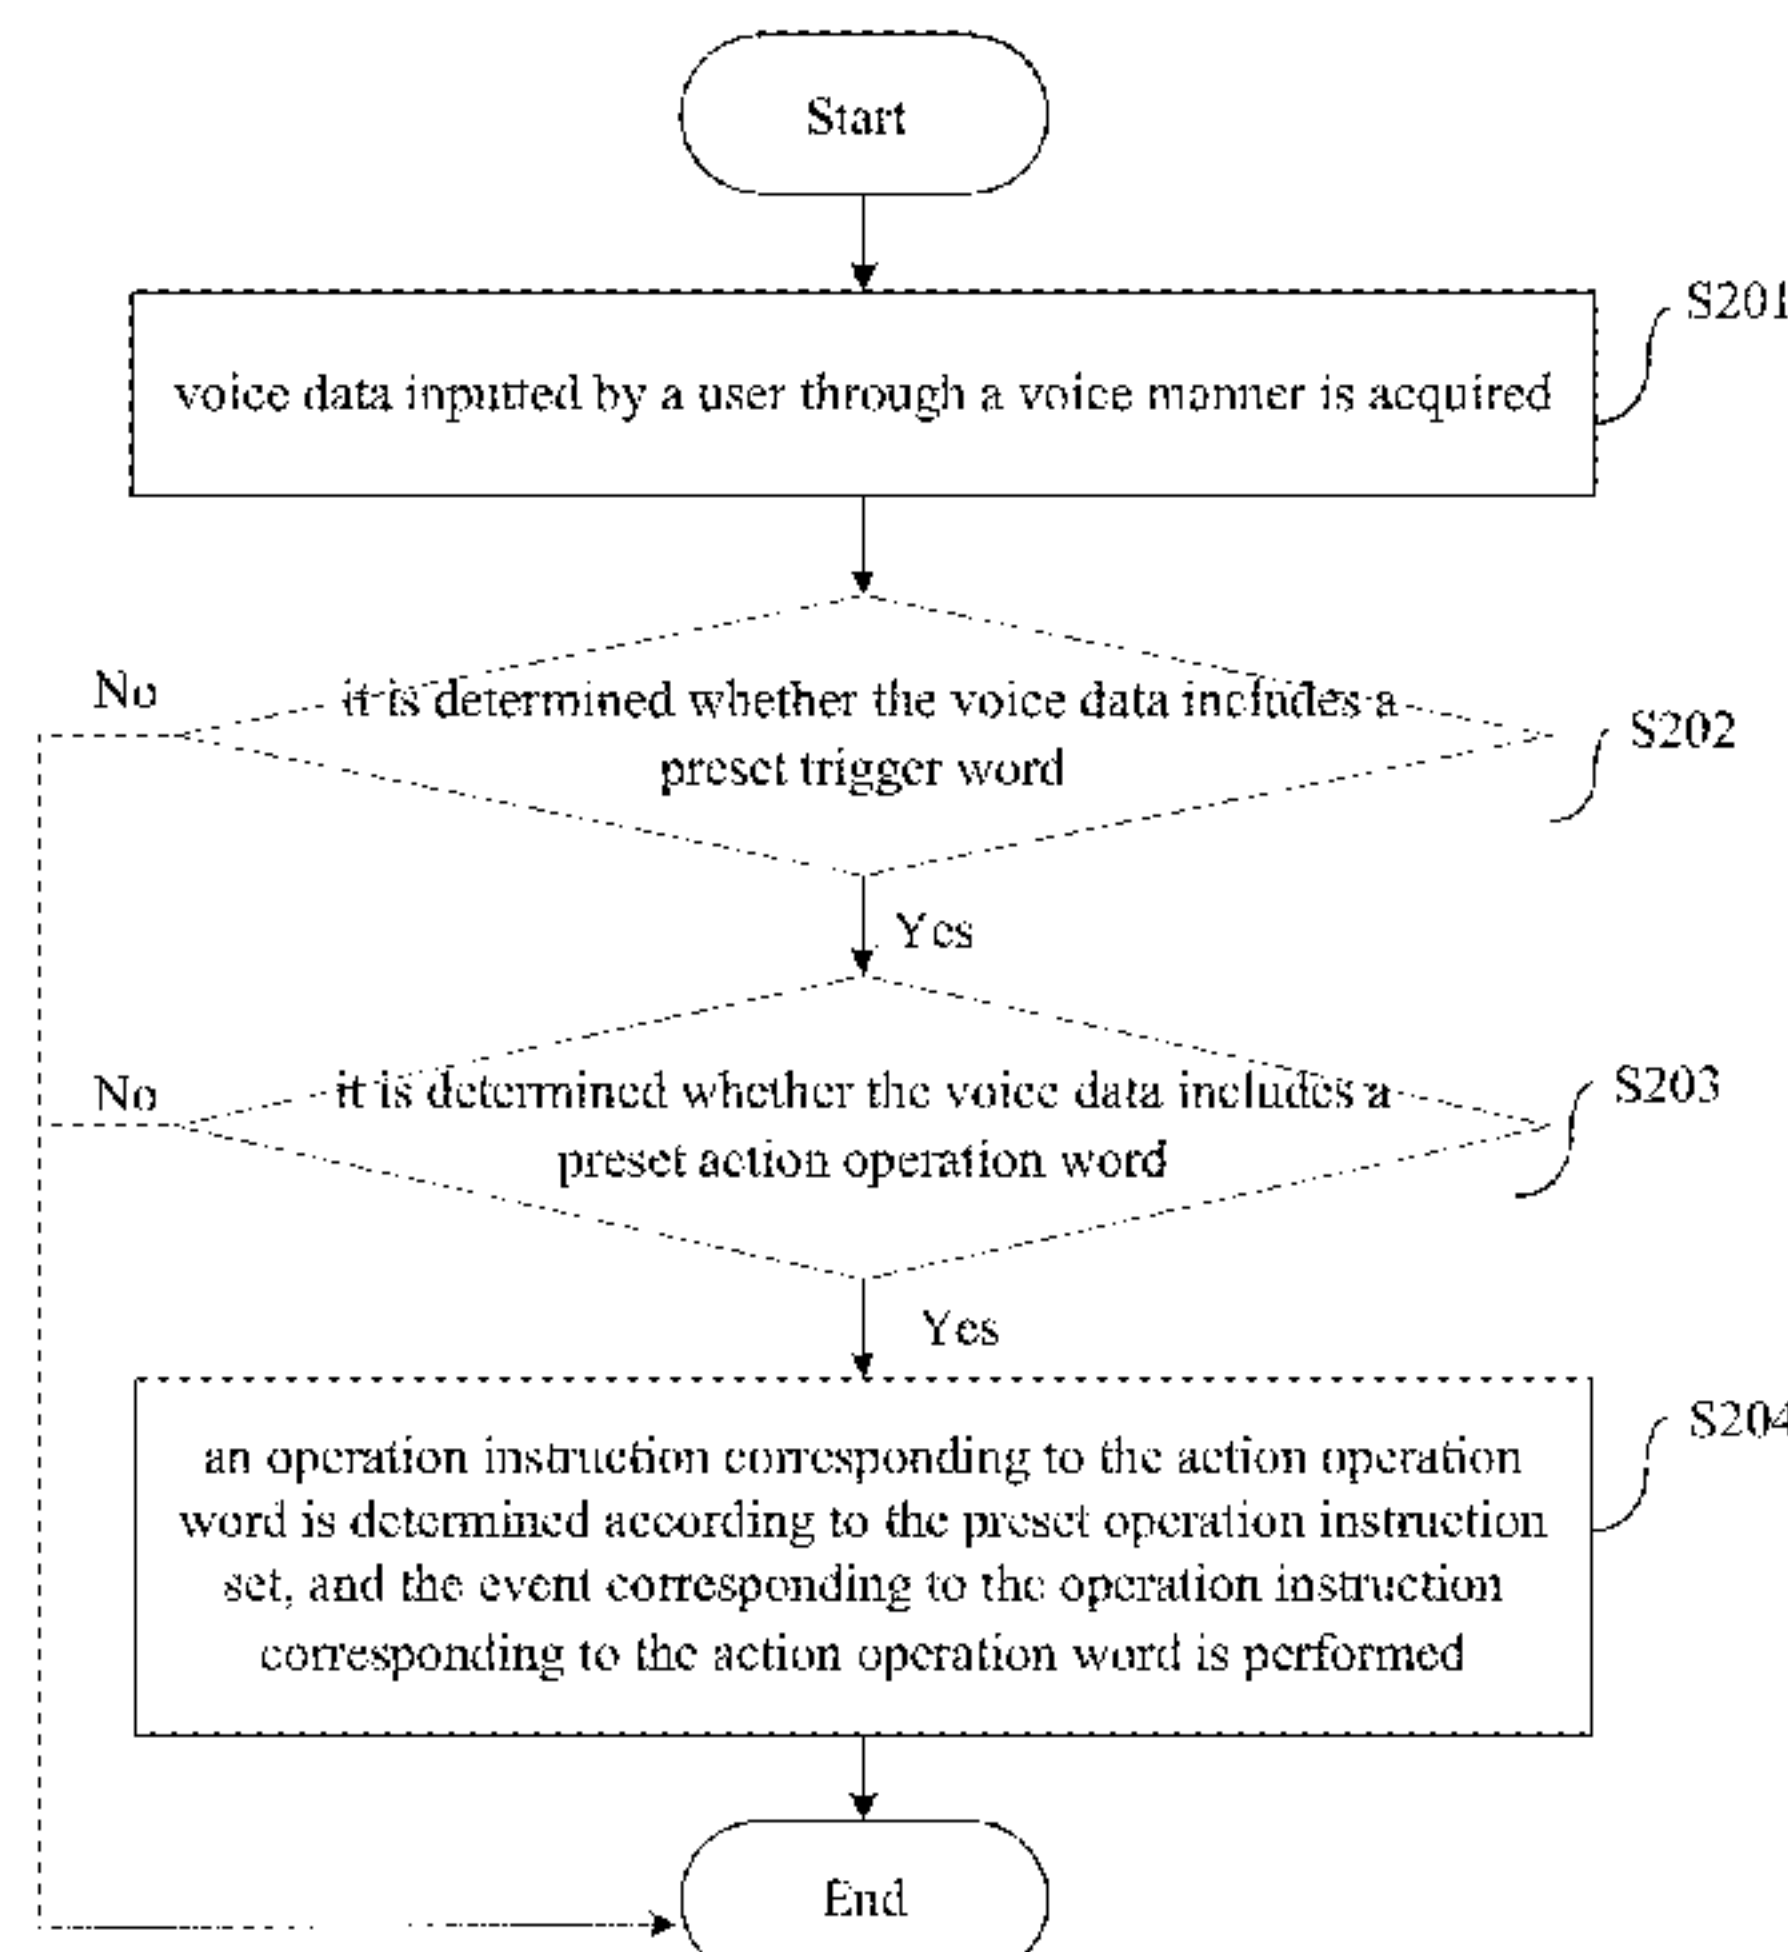 Start
S201
voice data inputted by a user through a voice manner is acquired
No
it is determined whether the voice data includes a
preset trigger word
S202
Yes
No
it is determined whether the voice data includes a
preset action operation word
S203
Yes
S204
an operation instruction corresponding to the action operation
word is determined according to the preset operation instruction
set, and the event corresponding to the operation instruction
corresponding to the action operation word is performed
End